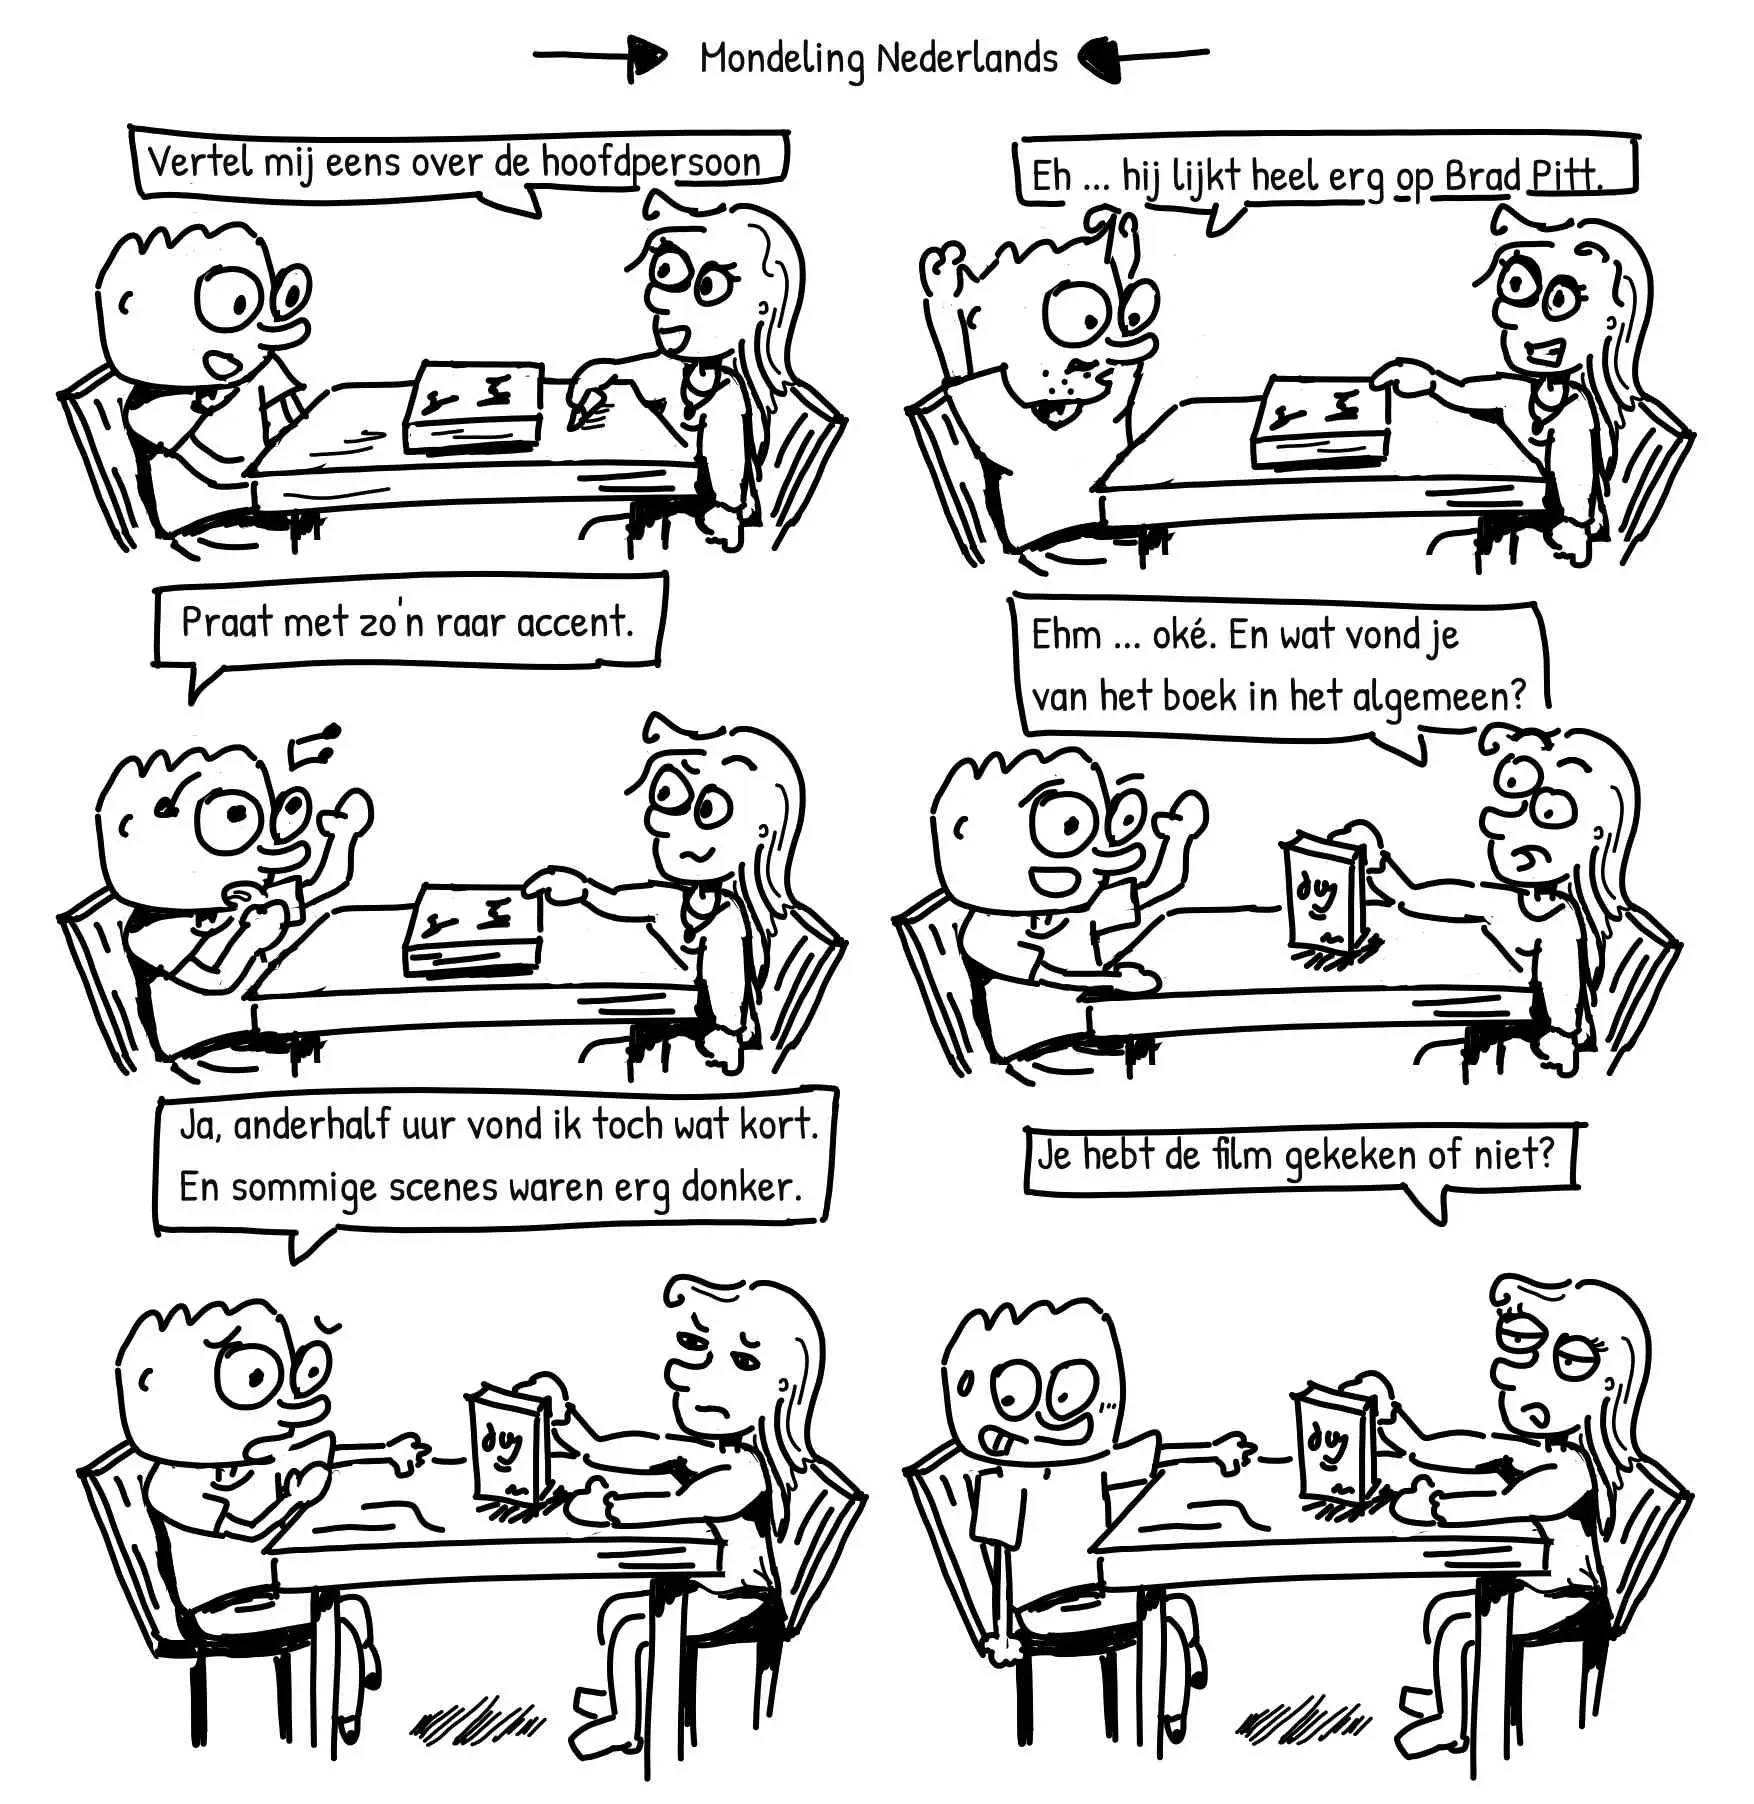 Mondeling Nederlands
Vertel mij eens over de hoofdpersoon
Eh ... hij lijkt heel erg op Brad Pitt.
Praat met zo'n raar accent.
Ehm ... oké. En wat vond je
van het boek in het algemeen?
Ja, anderhalf uur vond ik toch wat kort.
En sommige scenes waren erg donker.
Je hebt de film gekeken of niet?